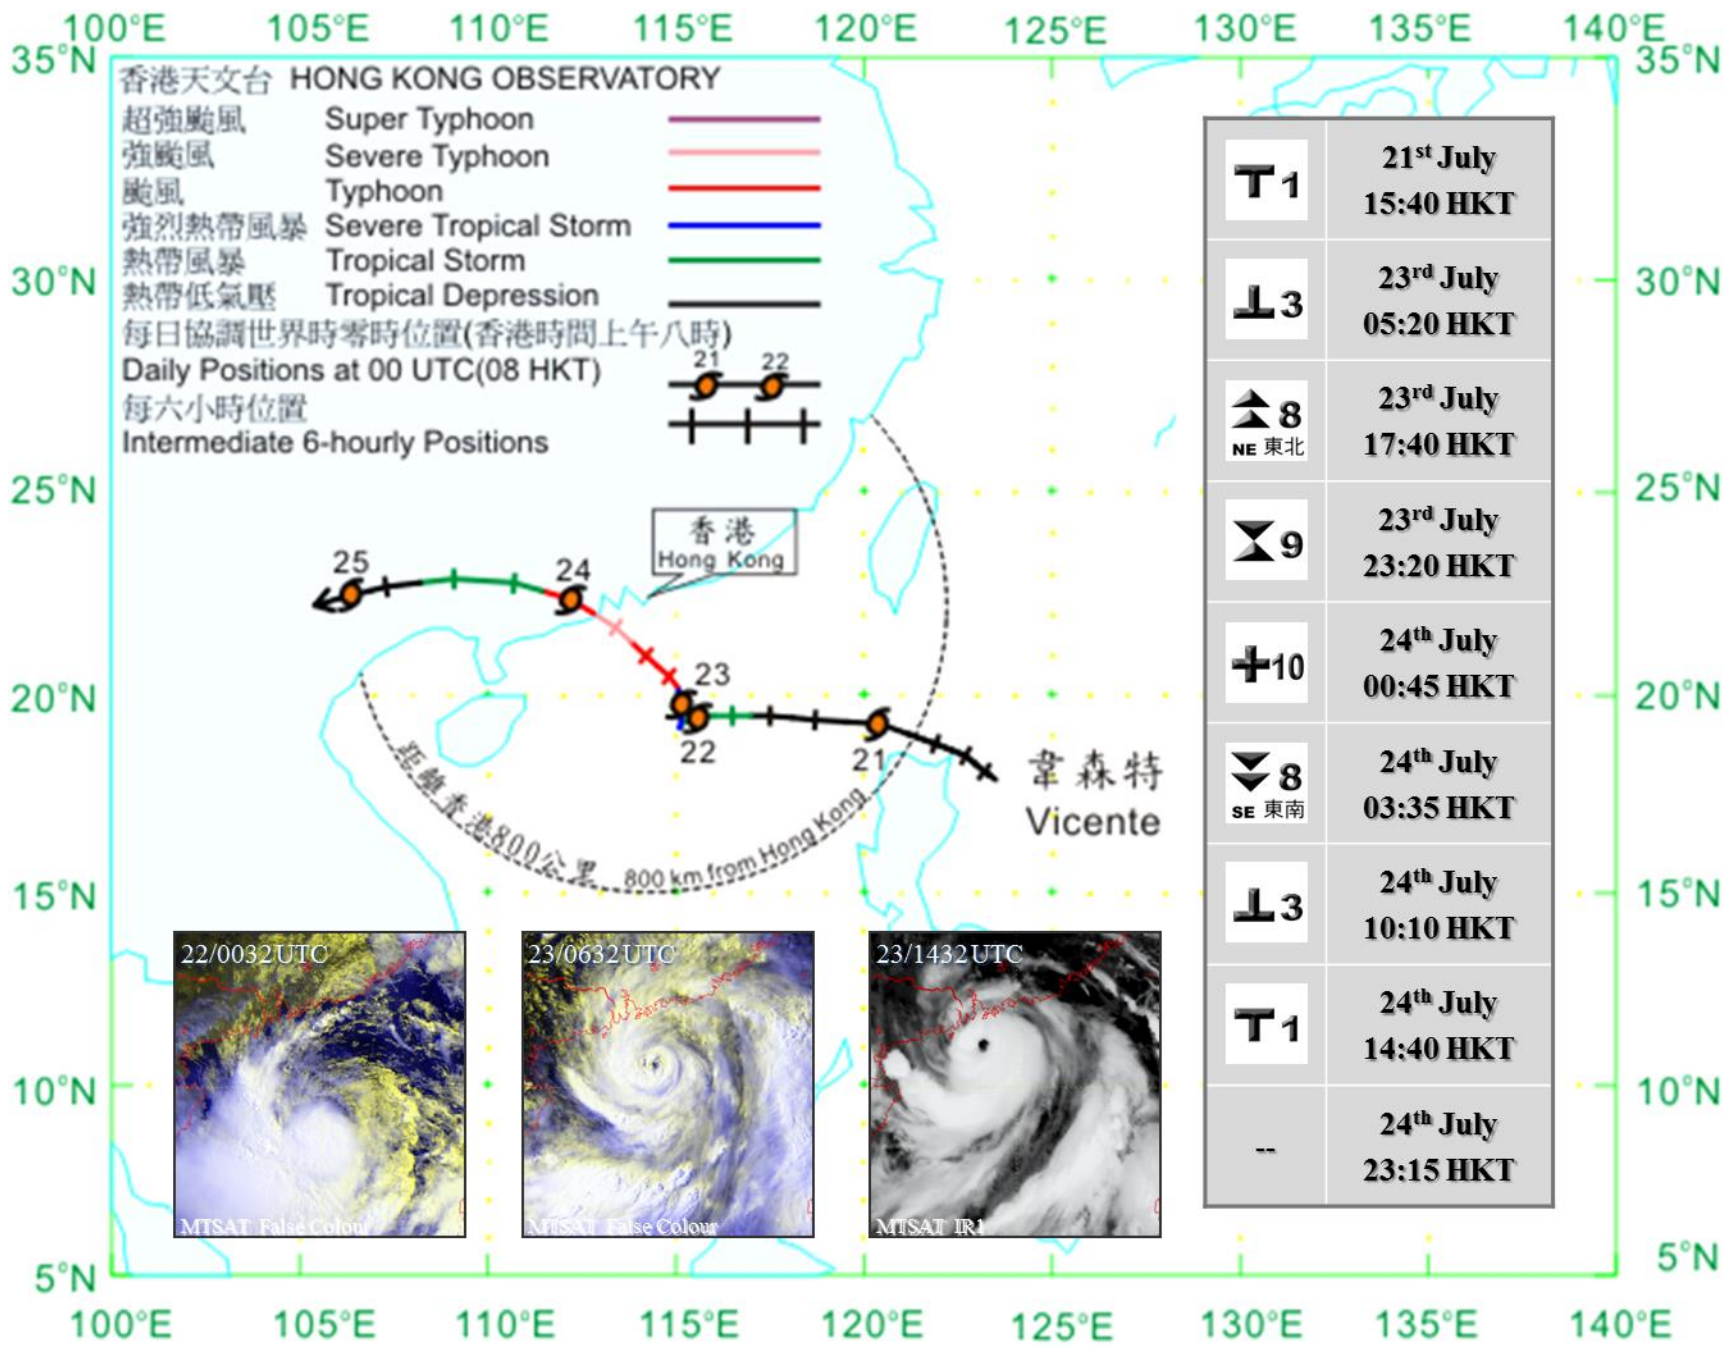 100°E 105°E 110°E 115°E 120°E 125°E 130°E 135°E 140°E
35°N 35°N
香港天文台 HONG KONG OBSERVATORY
超強颱風 Super Typhoon
強颱風 Severe Typhoon
颱風 Typhoon
強烈熱帶風暴 Severe Tropical Storm
熱帶風暴 Tropical Storm
熱帶低氣壓 Tropical Depression
每日協調世界時零時位置(香港時間上午八時)
Daily Positions at 00 UTC(08 HKT) 21 22
每六小時位置
Intermediate 6-hourly Positions
30°N 30°N
25°N 25°N
20°N 20°N
15°N 15°N
10°N 10°N
5°N 5°N
香港
Hong Kong
25
24
23
22
21
韋森特
Vicente
距離香港800公里
800 km from Hong Kong
22/0032UTC
MTSAT False Colour
23/0632UTC
MTSAT False Colour
23/1432UTC
MTSAT IR1
1
21st July
15:40 HKT
3
23rd July
05:20 HKT
8
NE 東北
23rd July
17:40 HKT
9
23rd July
23:20 HKT
10
24th July
00:45 HKT
8
SE 東南
24th July
03:35 HKT
3
24th July
10:10 HKT
1
24th July
14:40 HKT
--
24th July
23:15 HKT
100°E 105°E 110°E 115°E 120°E 125°E 130°E 135°E 140°E